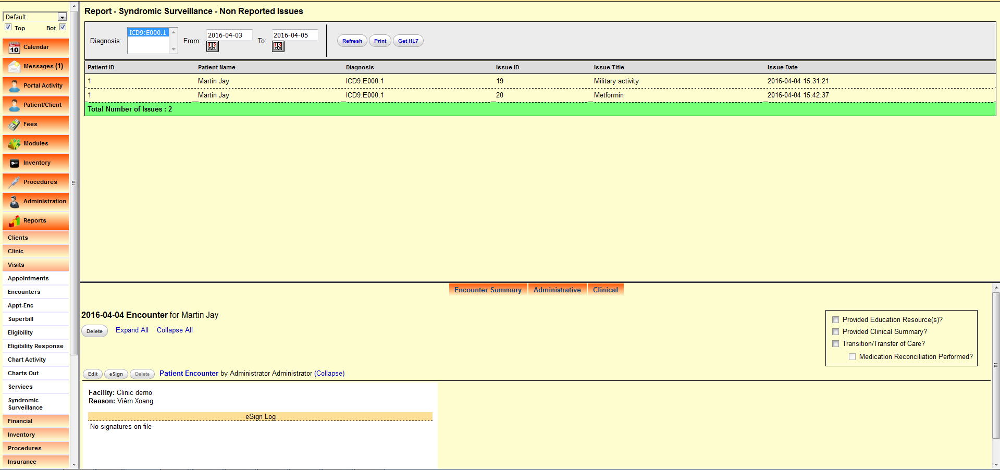 Default
Top Bot
Calendar
Messages (1)
Portal Activity
Patient/Client
Fees
Modules
Inventory
Procedures
Administration
Reports
Clients
Clinic
Visits
Appointments
Encounters
Appt-Enc
Superbill
Eligibility
Eligibility Response
Chart Activity
Charts Out
Services
Syndromic
Surveillance
Financial
Inventory
Procedures
Insurance
Report - Syndromic Surveillance - Non Reported Issues
Diagnosis: ICD9:E000.1 From: 2016-04-03 To: 2016-04-05 Refresh Print Get HL7
Patient ID Patient Name Diagnosis Issue ID Issue Title Issue Date
1 Martin Jay ICD9:E000.1 19 Military activity 2016-04-04 15:31:21
1 Martin Jay ICD9:E000.1 20 Metformin 2016-04-04 15:42:37
Total Number of Issues : 2
Encounter Summary Administrative Clinical
2016-04-04 Encounter for Martin Jay
Delete Expand All Collapse All
Provided Education Resource(s)?
Provided Clinical Summary?
Transition/Transfer of Care?
Medication Reconciliation Performed?
Edit eSign Delete Patient Encounter by Administrator Administrator (Collapse)
Facility: Clinic demo
Reason: Viêm Xoang
eSign Log
No signatures on file